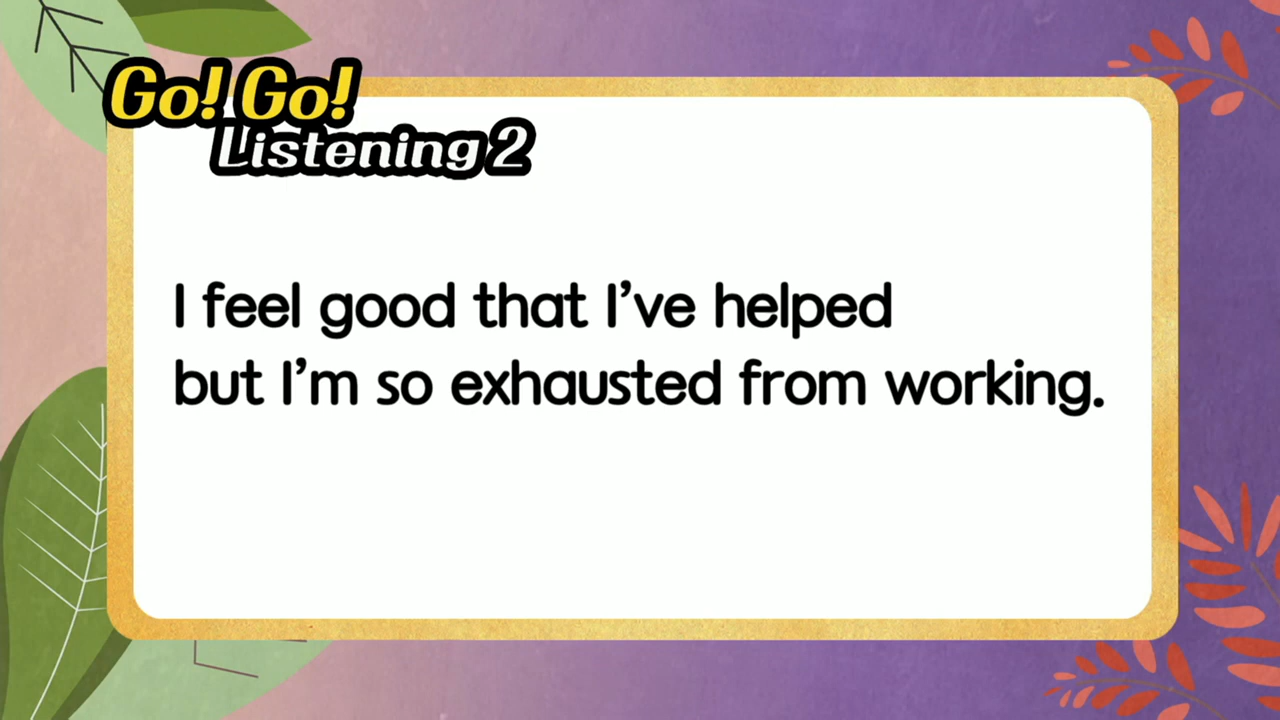 Go! Go!
Listening 2
I feel good that I've helped
but I'm so exhausted from working.